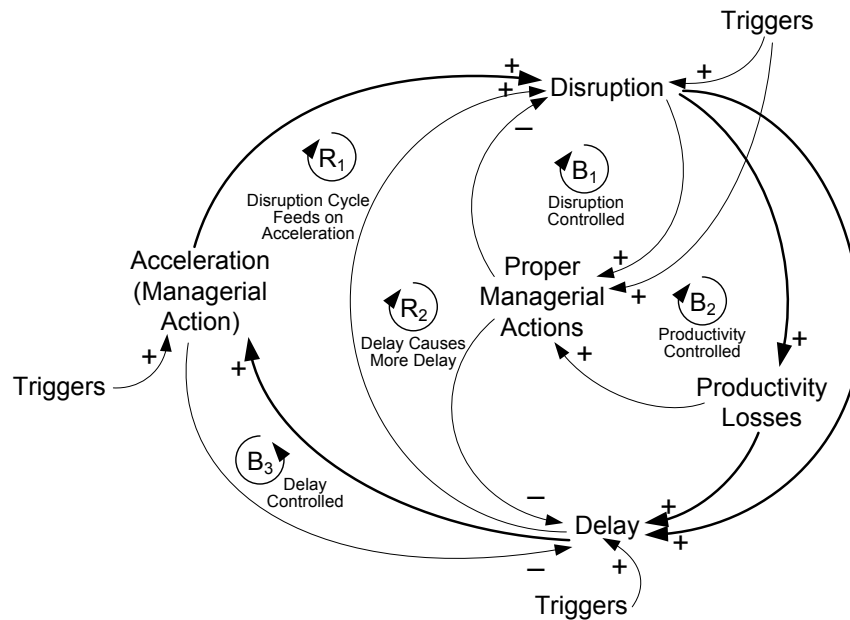 Triggers
+
+
+
Disruption
−
R1
Disruption Cycle
Feeds on
Acceleration
B1
Disruption
Controlled
Acceleration
(Managerial
Action)
+
+
Proper
Managerial
Actions
R2
Delay Causes
More Delay
B2
Productivity
Controlled
+
+
+
+
Triggers
Productivity
Losses
B3
Delay
Controlled
−
+
Delay
+
−
+
Triggers